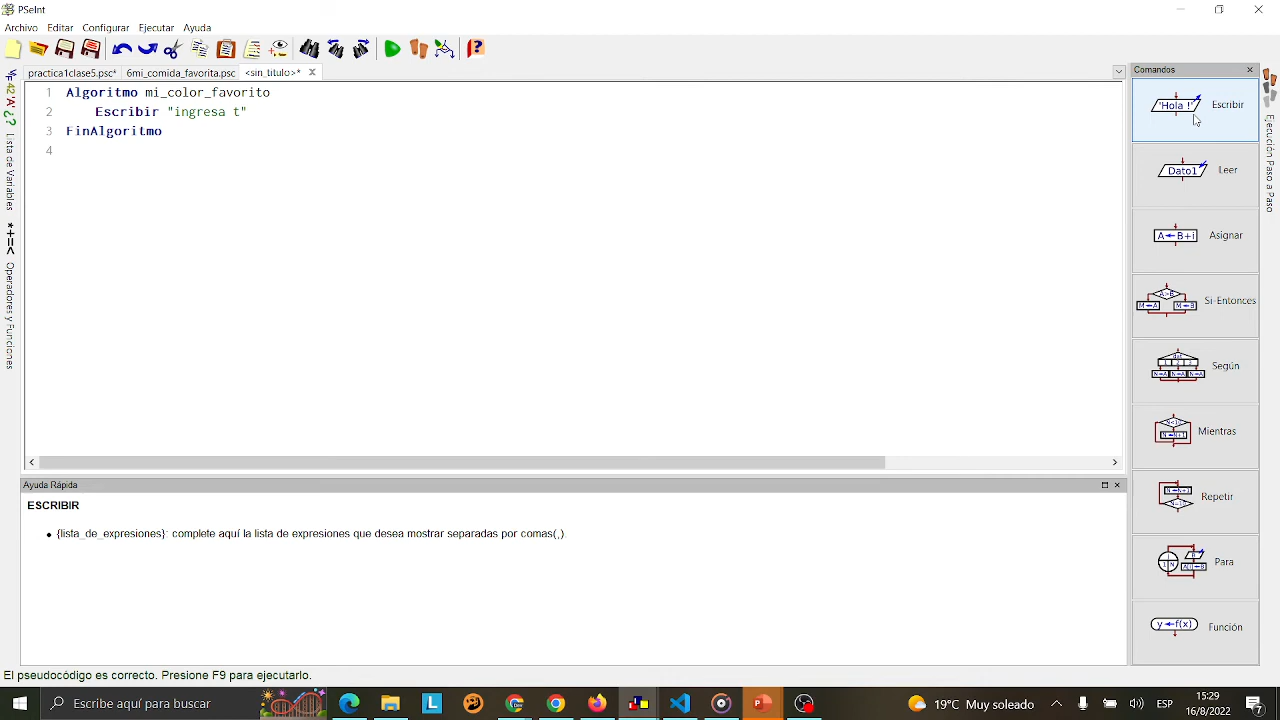 PSeInt
Archivo Editar Configurar Ejecutar Ayuda
practica1clase5.psc* 6mi_comida_favorita.psc <sin_titulo>*
1 Algoritmo mi_color_favorito
2 Escribir "ingresa t"
3 FinAlgoritmo
4
Lista de Variables
*+=< Operadores y Funciones
Comandos
"Hola !" Escribir
Dato1 Leer
A B+i Asignar
A>B M A M B Si-Entonces
Según
Mientras
Repetir
Para
y f(x) Función
Ejecución Paso a Paso
Ayuda Rápida
ESCRIBIR
• {lista_de_expresiones}: complete aquí la lista de expresiones que desea mostrar separadas por comas(,)
El pseudocódigo es correcto. Presione F9 para ejecutarlo.
Escribe aquí para buscar
19°C Muy soleado
ESP
15:29
16/8/2022